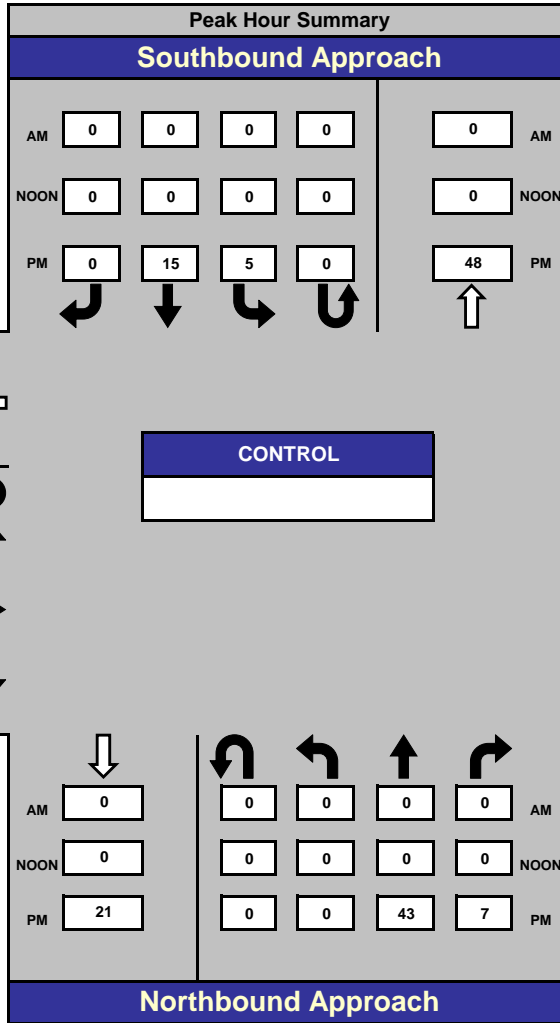 Peak Hour Summary
Southbound Approach
AM 0 0 0 0 0 AM
NOON 0 0 0 0 0 NOON
PM 0 15 5 0 48 PM
CONTROL
AM 0 0 0 0 0 AM
NOON 0 0 0 0 0 NOON
PM 21 0 0 43 7 PM
Northbound Approach